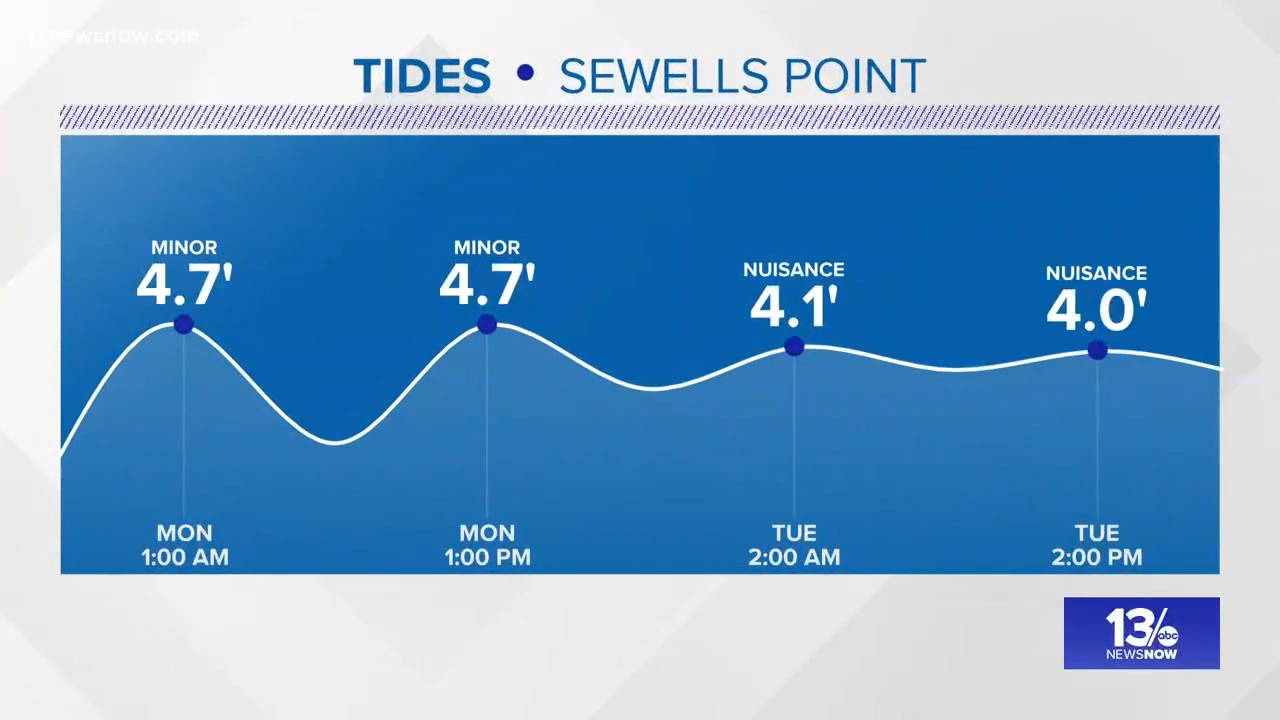 TIDES • SEWELLS POINT
MINOR
4.7'
MINOR
4.7'
NUISANCE
4.1'
NUISANCE
4.0'
MON
1:00 AM
MON
1:00 PM
TUE
2:00 AM
TUE
2:00 PM
13
abc
NEWSNOW